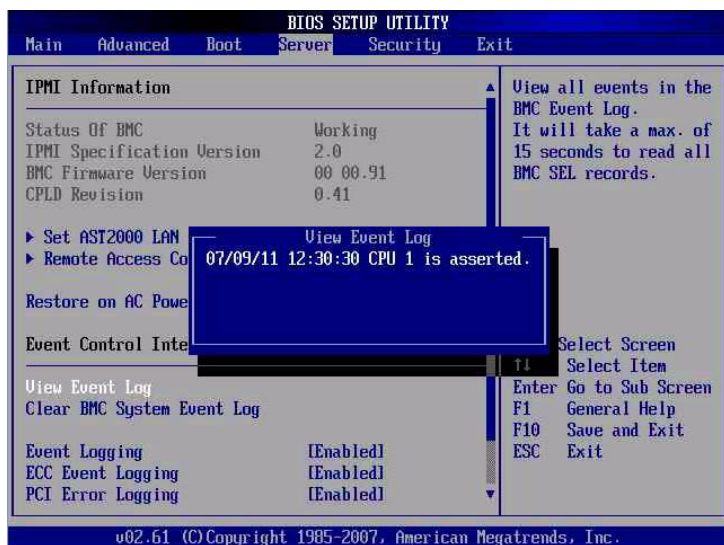 BIOS SETUP UTILITY
Main Advanced Boot Server Security Exit
IPMI Information
Status Of BMC Working
IPMI Specification Version 2.0
BMC Firmware Version 00 00.91
CPLD Revision 0.41
Set AST2000 LAN
Remote Access Co
Restore on AC Powe
Event Control Inte
View Event Log
Clear BMC System Event Log
Event Logging [Enabled]
ECC Event Logging [Enabled]
PCI Error Logging [Enabled]
View Event Log
07/09/11 12:30:30 CPU 1 is asserted.
View all events in the
BMC Event Log.
It will take a max. of
15 seconds to read all
BMC SEL records.
Select Screen
↑↓ Select Item
Enter Go to Sub Screen
F1 General Help
F10 Save and Exit
ESC Exit
v02.61 (C)Copyright 1985-2007, American Megatrends, Inc.